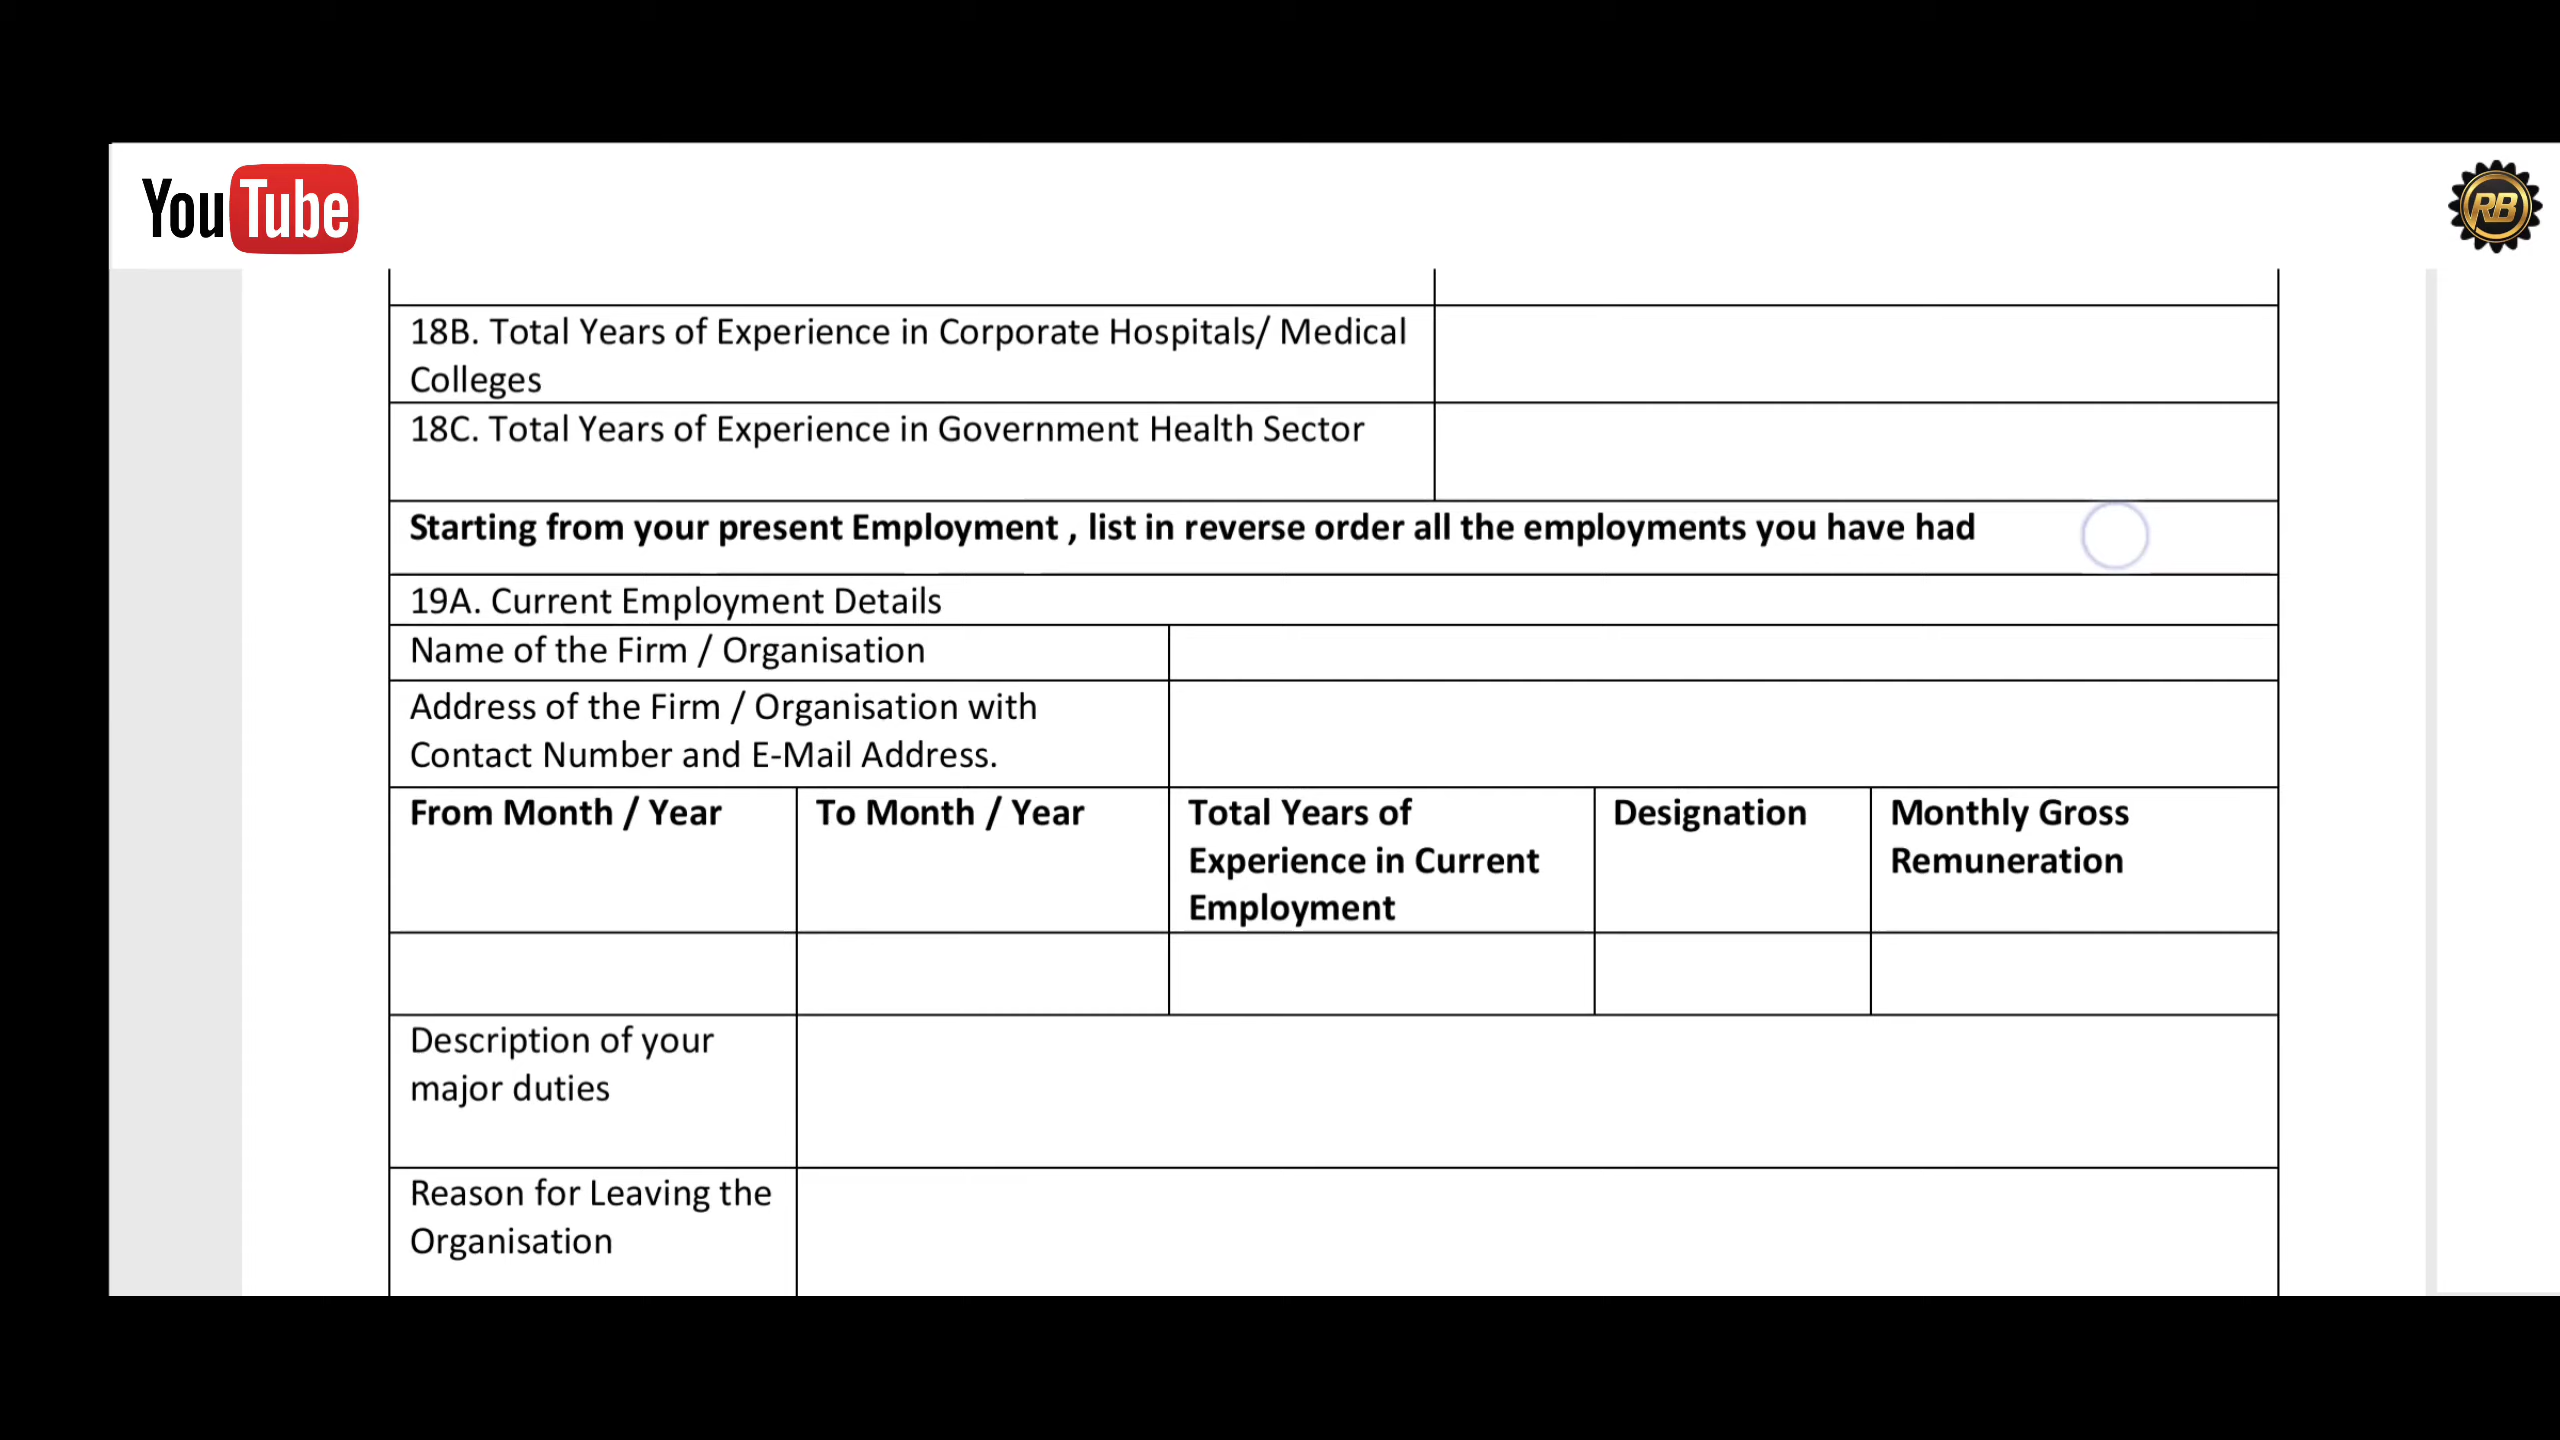 YouTube
RB
18B. Total Years of Experience in Corporate Hospitals/ Medical
Colleges
18C. Total Years of Experience in Government Health Sector
Starting from your present Employment , list in reverse order all the employments you have had
19A. Current Employment Details
Name of the Firm / Organisation
Address of the Firm / Organisation with
Contact Number and E-Mail Address.
From Month / Year
To Month / Year
Total Years of
Experience in Current
Employment
Designation
Monthly Gross
Remuneration
Description of your
major duties
Reason for Leaving the
Organisation